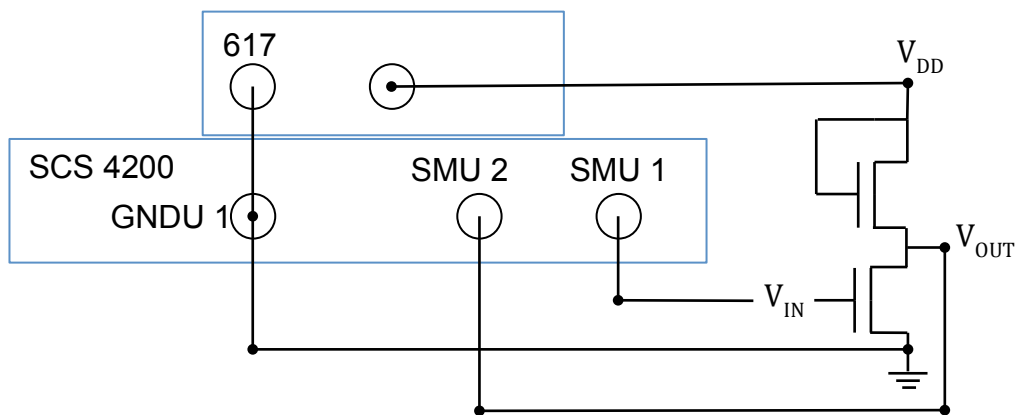 617
V_DD
SCS 4200
SMU 2
SMU 1
GNDU 1
V_OUT
V_IN